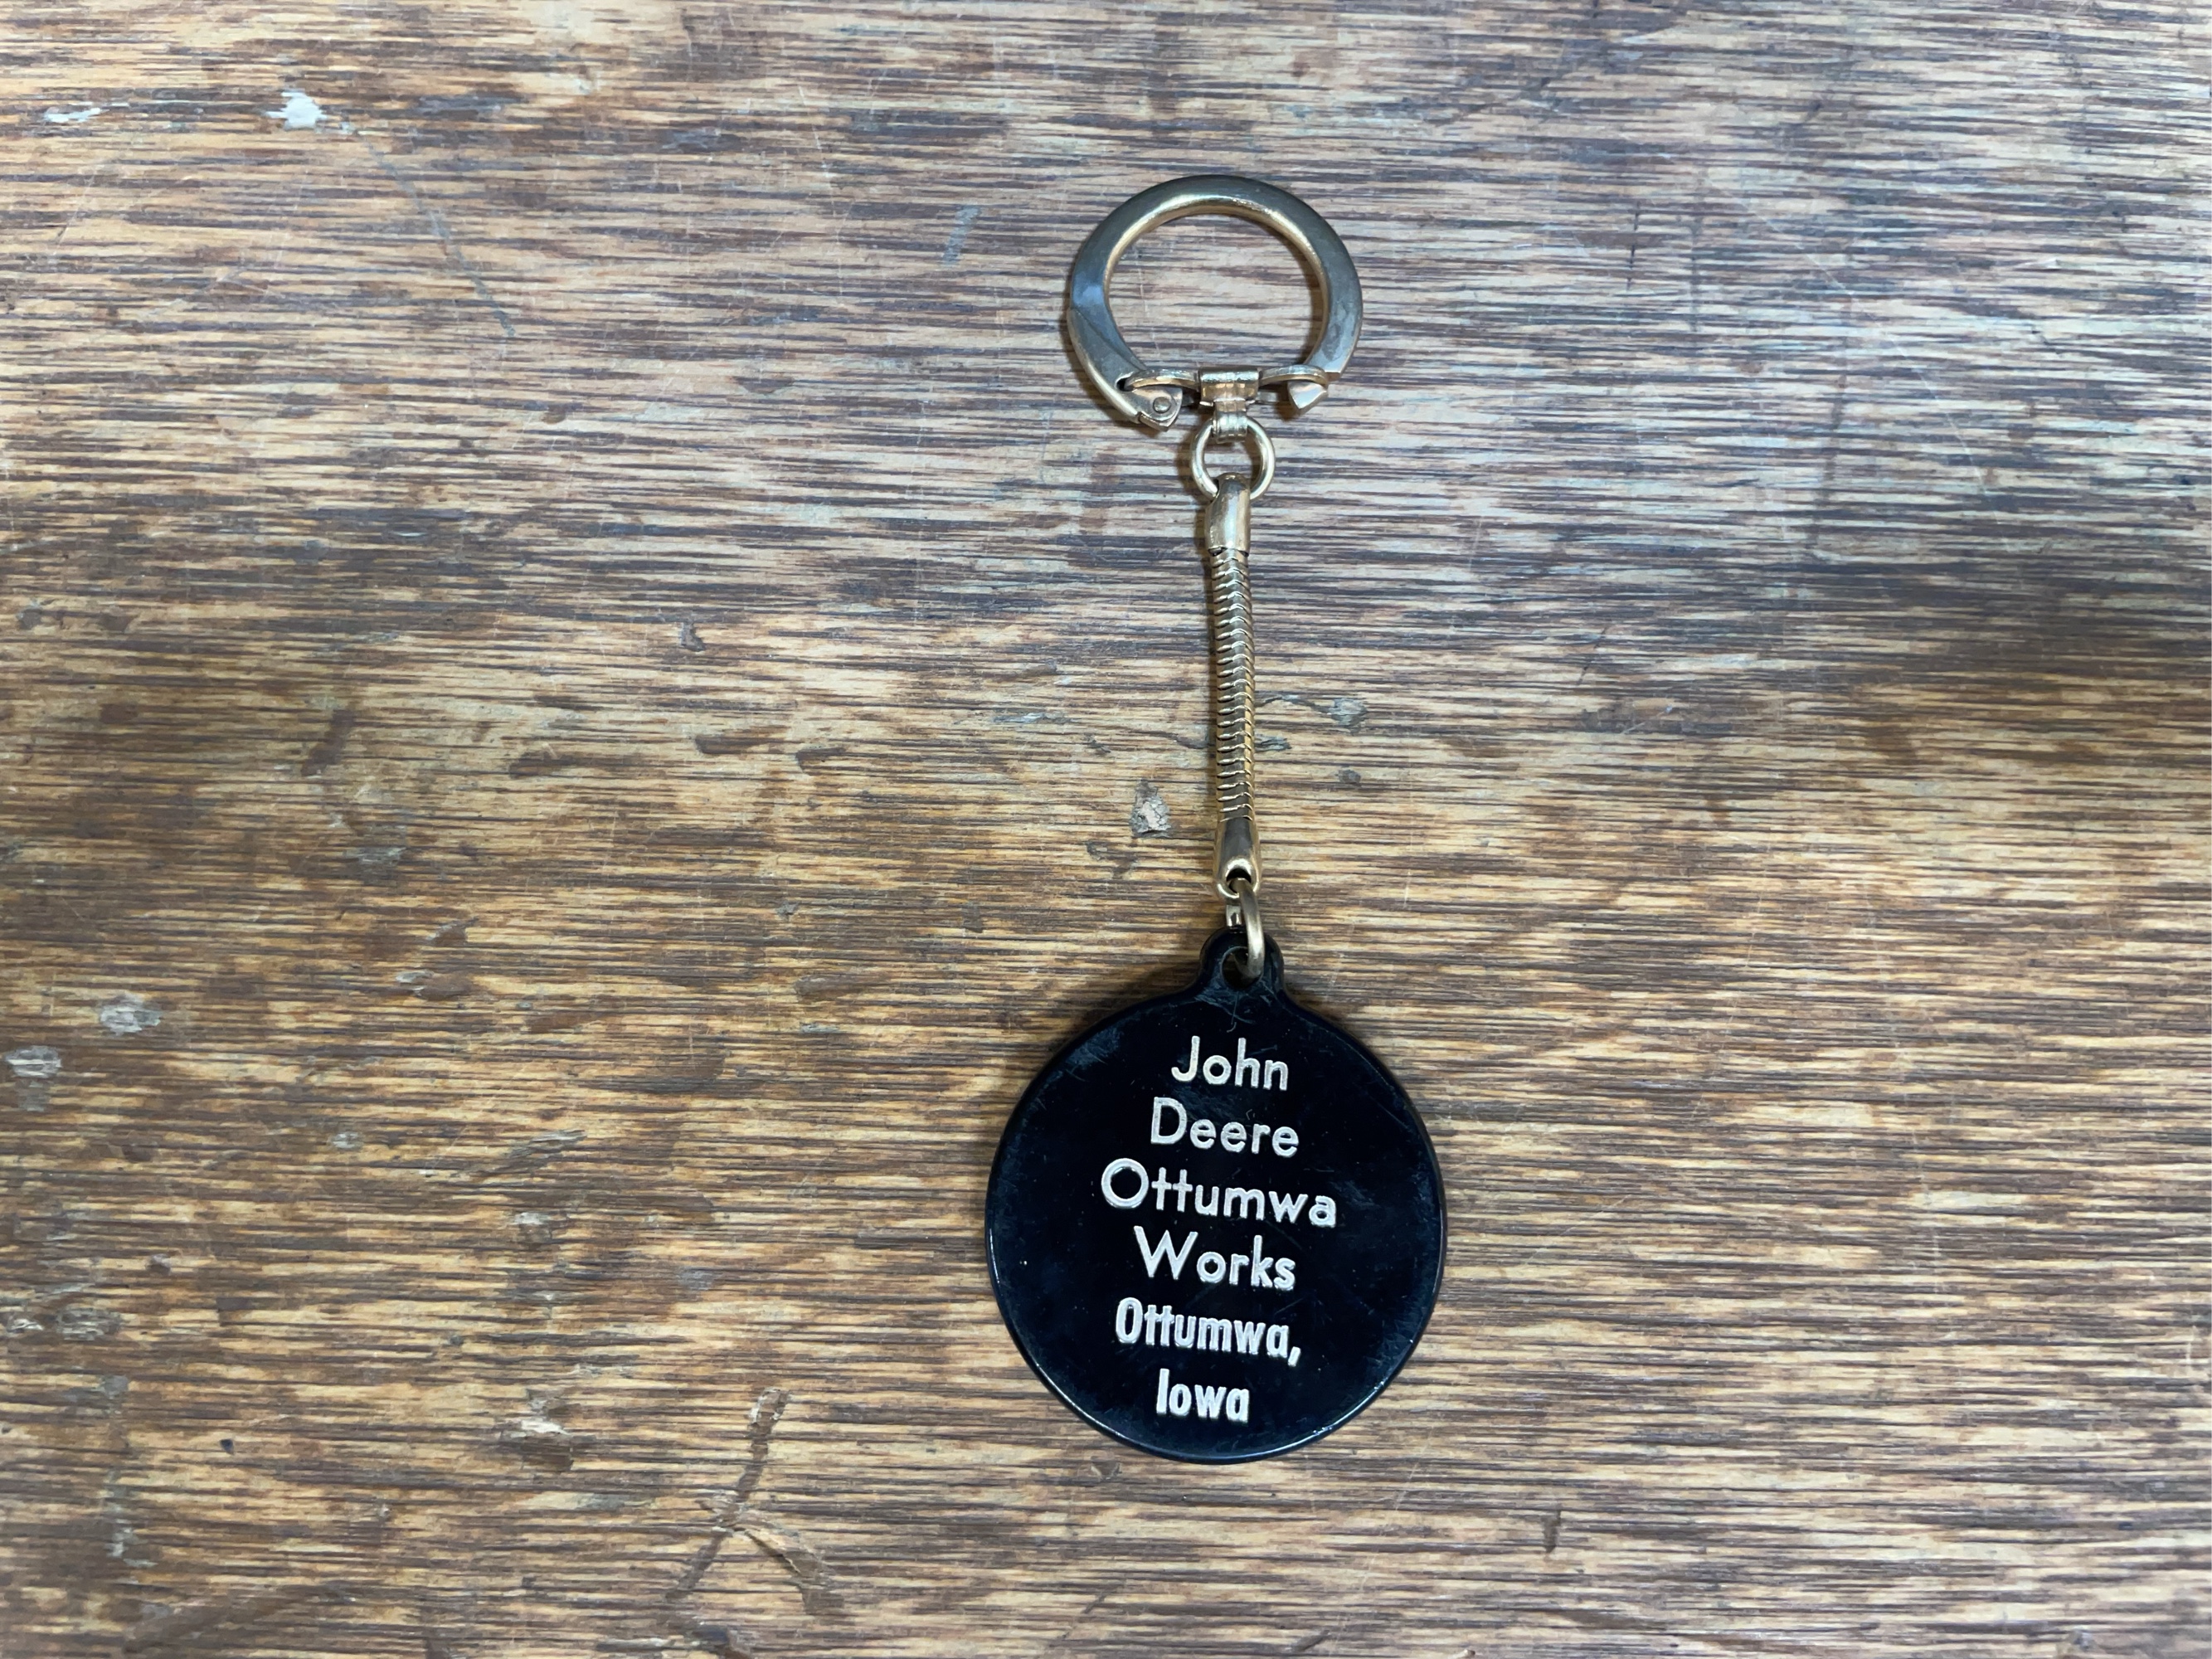 John
Deere
Ottumwa
Works
Ottumwa,
Iowa